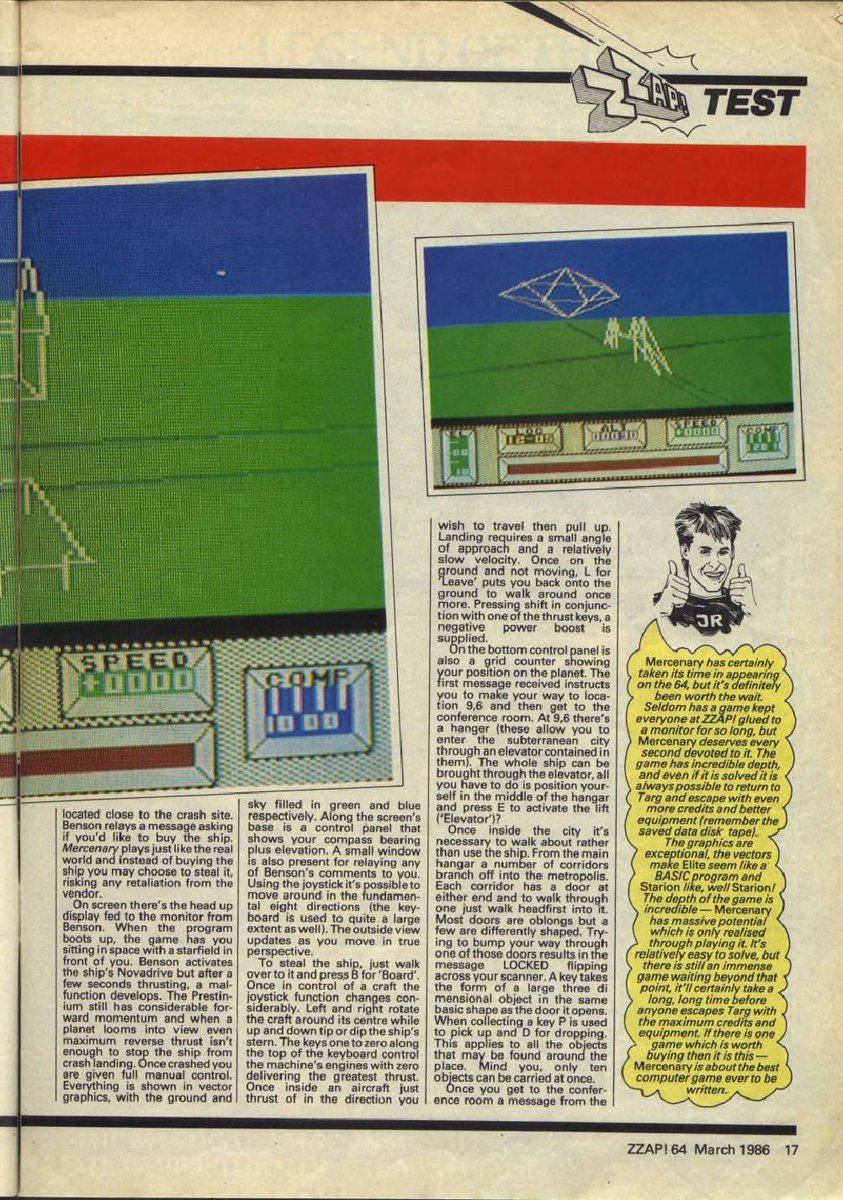 ZZAP! TEST
SPEED
+0000
COMP
10 00
LOC
ALT
SPEED
+0000
COMP
located close to the crash site.
Benson relays a message asking
if you'd like to buy the ship.
Mercenary plays just like the real
world and instead of buying the
ship you may choose to steal it,
risking any retaliation from the
vendor.
On screen there's the head up
display fed to the monitor from
Benson. When the program
boots up, the game has you
sitting in space with a starfield in
front of you. Benson activates
the ship's Novadrive but after a
few seconds thrusting, a mal-
function develops. The Prestin-
ium still has considerable for-
ward momentum and when a
planet looms into view even
maximum reverse thrust isn't
enough to stop the ship from
crash landing. Once crashed you
are given full manual control.
Everything is shown in vector
graphics, with the ground and
sky filled in green and blue
respectively. Along the screen's
base is a control panel that
shows your compass bearing
plus elevation. A small window
is also present for relaying any
of Benson's comments to you.
Using the joystick it's possible to
move around in the fundamen-
tal eight directions (the key-
board is used to quite a large
extent as well). The outside view
updates as you move in true
perspective.
To steal the ship, just walk
over to it and press B for 'Board'.
Once in control of a craft the
joystick function changes con-
siderably. Left and right rotate
the craft around its centre while
up and down tip or dip the ship's
stern. The keys one to zero along
the top of the keyboard control
the machine's engines with zero
delivering the greatest thrust.
Once inside an aircraft just
thrust of in the direction you
wish to travel then pull up.
Landing requires a small angle
of approach and a relatively
slow velocity. Once on the
ground and not moving, L for
'Leave' puts you back onto the
ground to walk around once
more. Pressing shift in conjunc-
tion with one of the thrust keys, a
negative power boost is
supplied.
On the bottom control panel is
also a grid counter showing
your position on the planet. The
first message received instructs
you to make your way to loca-
tion 9,6 and then get to the
conference room. At 9,6 there's
a hanger (these allow you to
enter the subterranean city
through an elevator contained in
them). The whole ship can be
brought through the elevator, all
you have to do is position your-
self in the middle of the hangar
and press E to activate the lift
('Elevator')?
Once inside the city it's
necessary to walk about rather
than use the ship. From the main
hangar a number of corridors
branch off into the metropolis.
Each corridor has a door at
either end and to walk through
one just walk headfirst into it.
Most doors are oblongs but a
few are differently shaped. Try-
ing to bump your way through
one of those doors results in the
message LOCKED flipping
across your scanner. A key takes
the form of a large three di
mensional object in the same
basic shape as the door it opens.
When collecting a key P is used
to pick up and D for dropping.
This applies to all the objects
that may be found around the
place. Mind you, only ten
objects can be carried at once.
Once you get to the confer-
ence room a message from the
JR
Mercenary has certainly
taken its time in appearing
on the 64, but it's definitely
been worth the wait.
Seldom has a game kept
everyone at ZZAP! glued to
a monitor for so long, but
Mercenary deserves every
second devoted to it. The
game has incredible depth,
and even if it is solved it is
always possible to return to
Targ and escape with even
more credits and better
equipment (remember the
saved data disk tape)..
The graphics are
exceptional, the vectors
make Elite seem like a
BASIC program and
Starion like, well Starion!
The depth of the game is
incredible — Mercenary
has massive potential
which is only realised
through playing it. It's
relatively easy to solve, but
there is still an immense
game waiting beyond that
point, it'll certainly take a
long, long time before
anyone escapes Targ with
the maximum credits and
equipment. If there is one
game which is worth
buying then it is this —
Mercenary is about the best
computer game ever to be
written..
ZZAP! 64 March 1986 17